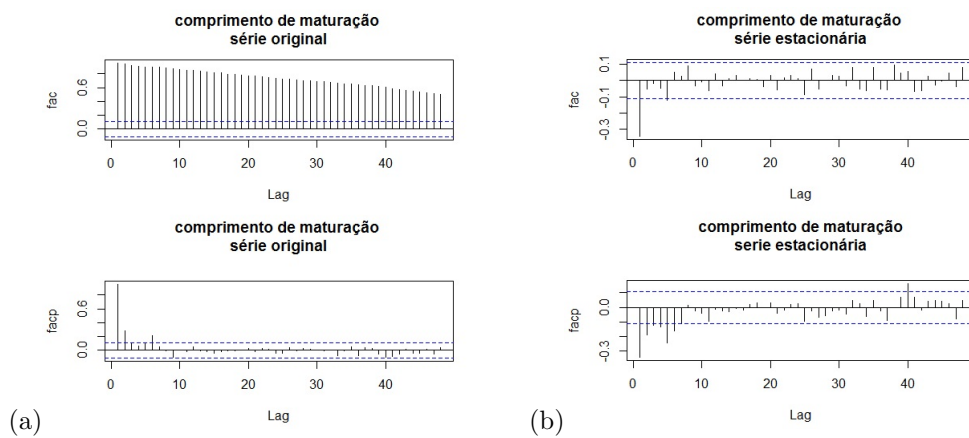 comprimento de maturação
série original
fac
0.0
0.6
0
10
20
30
40
Lag
comprimento de maturação
série original
facp
0.0
0.6
0
10
20
30
40
Lag
(a)
comprimento de maturação
série estacionária
fac
-0.3
-0.1
0.1
0
10
20
30
40
Lag
comprimento de maturação
serie estacionária
facp
-0.3
0.0
0
10
20
30
40
Lag
(b)